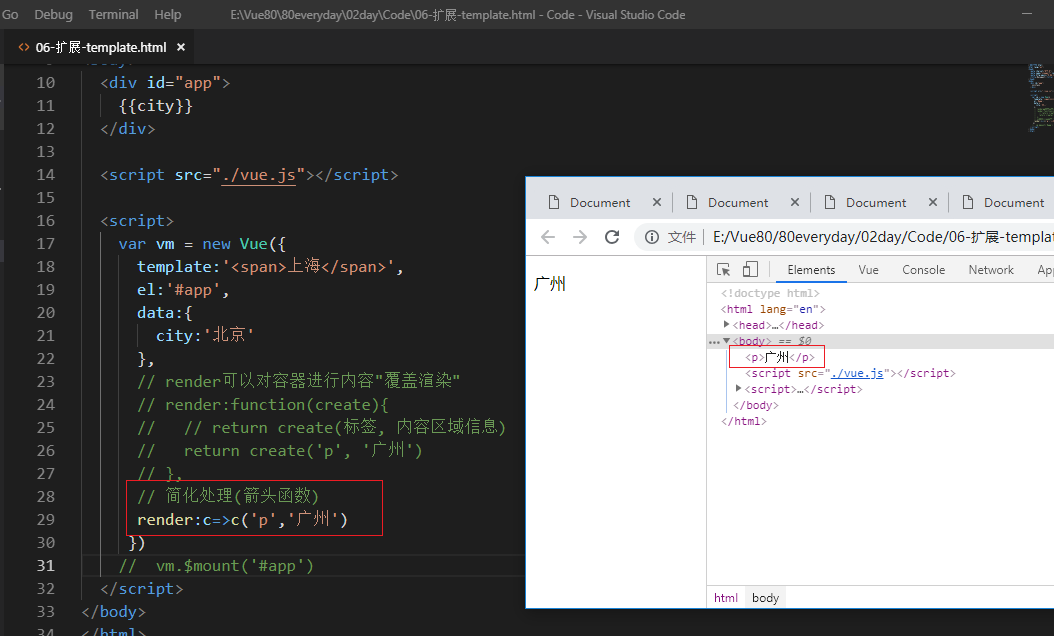 Go Debug Terminal Help E:\Vue80\80everyday\02day\Code\06-扩展-template.html - Code - Visual Studio Code
<> 06-扩展-template.html ×
10 <div id="app">
11 {{city}}
12 </div>
13
14 <script src="./vue.js"></script>
15
16 <script>
17 var vm = new Vue({
18 template:'<span>上海</span>',
19 el:'#app',
20 data:{
21 city:'北京'
22 },
23 // render可以对容器进行内容"覆盖渲染"
24 // render:function(create){
25 // // return create(标签, 内容区域信息)
26 // return create('p', '广州')
27 // },
28 // 简化处理(箭头函数)
29 render:c=>c('p','广州')
30 })
31 // vm.$mount('#app')
32 </script>
33 </body>
34 </html>
Document × Document × Document × Document
文件 E:/Vue80/80everyday/02day/Code/06-扩展-templat
广州
Elements Vue Console Network Ap
<!doctype html>
<html lang="en">
<head>…</head>
<body> == $0
<p>广州</p>
<script src="./vue.js"></script>
<script>…</script>
</body>
</html>
html body